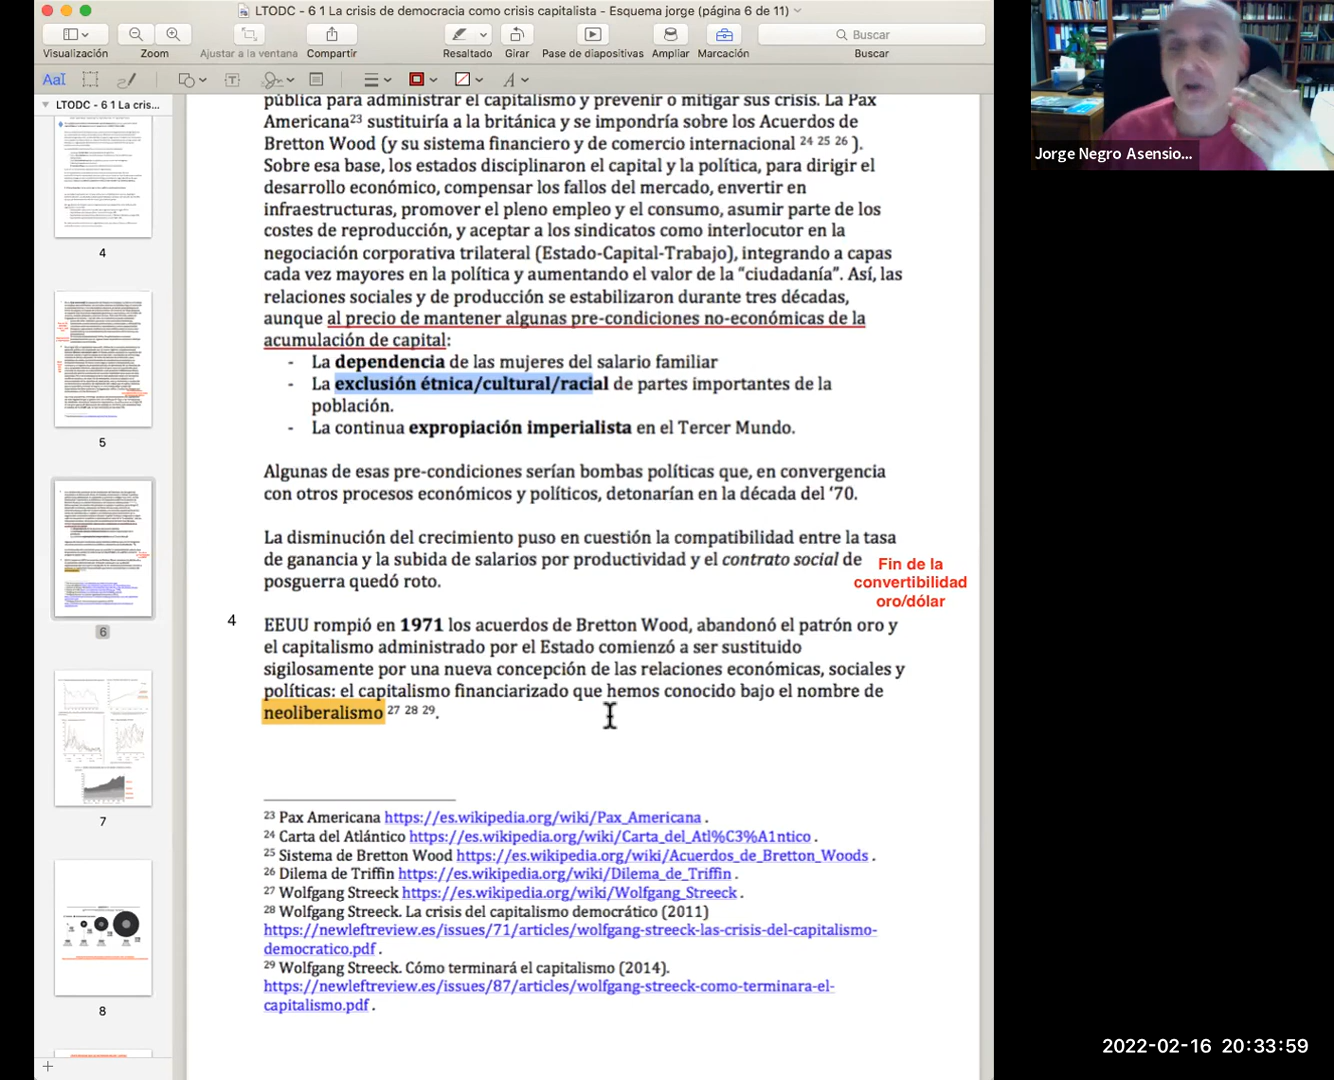 LTODC - 6 1 La crisis de democracia como crisis capitalista - Esquema jorge (página 6 de 11)
Visualización
Zoom
Ajustar a la ventana
Compartir
Resaltado
Girar
Pase de diapositivas
Ampliar
Marcación
Buscar
Buscar
AaI
LTODC - 6 1 La cris...
4
5
6
7
8
pública para administrar el capitalismo y prevenir o mitigar sus crisis. La Pax
Americana23 sustituiría a la británica y se impondría sobre los Acuerdos de
Bretton Wood (y su sistema financiero y de comercio internacional 24 25 26 ).
Sobre esa base, los estados disciplinaron el capital y la política, para dirigir el
desarrollo económico, compensar los fallos del mercado, envertir en
infraestructuras, promover el pleno empleo y el consumo, asumir parte de los
costes de reproducción, y aceptar a los sindicatos como interlocutor en la
negociación corporativa trilateral (Estado-Capital-Trabajo), integrando a capas
cada vez mayores en la política y aumentando el valor de la “ciudadanía”. Así, las
relaciones sociales y de producción se estabilizaron durante tres décadas,
aunque al precio de mantener algunas pre-condiciones no-económicas de la
acumulación de capital:
- La dependencia de las mujeres del salario familiar
- La exclusión étnica/cultural/racial de partes importantes de la
población.
- La continua expropiación imperialista en el Tercer Mundo.
Algunas de esas pre-condiciones serían bombas políticas que, en convergencia
con otros procesos económicos y políticos, detonarían en la década del ‘70.
La disminución del crecimiento puso en cuestión la compatibilidad entre la tasa
de ganancia y la subida de salarios por productividad y el contrato social de
posguerra quedó roto.
Fin de la
convertibilidad
oro/dólar
4
EEUU rompió en 1971 los acuerdos de Bretton Wood, abandonó el patrón oro y
el capitalismo administrado por el Estado comienzó a ser sustituido
sigilosamente por una nueva concepción de las relaciones económicas, sociales y
políticas: el capitalismo financiarizado que hemos conocido bajo el nombre de
neoliberalismo 27 28 29.
23 Pax Americana https://es.wikipedia.org/wiki/Pax_Americana .
24 Carta del Atlántico https://es.wikipedia.org/wiki/Carta_del_Atl%C3%A1ntico .
25 Sistema de Bretton Wood https://es.wikipedia.org/wiki/Acuerdos_de_Bretton_Woods .
26 Dilema de Triffin https://es.wikipedia.org/wiki/Dilema_de_Triffin .
27 Wolfgang Streeck https://es.wikipedia.org/wiki/Wolfgang_Streeck .
28 Wolfgang Streeck. La crisis del capitalismo democrático (2011)
https://newleftreview.es/issues/71/articles/wolfgang-streeck-las-crisis-del-capitalismo-
democratico.pdf .
29 Wolfgang Streeck. Cómo terminará el capitalismo (2014).
https://newleftreview.es/issues/87/articles/wolfgang-streeck-como-terminara-el-
capitalismo.pdf .
Jorge Negro Asensio...
2022-02-16 20:33:59